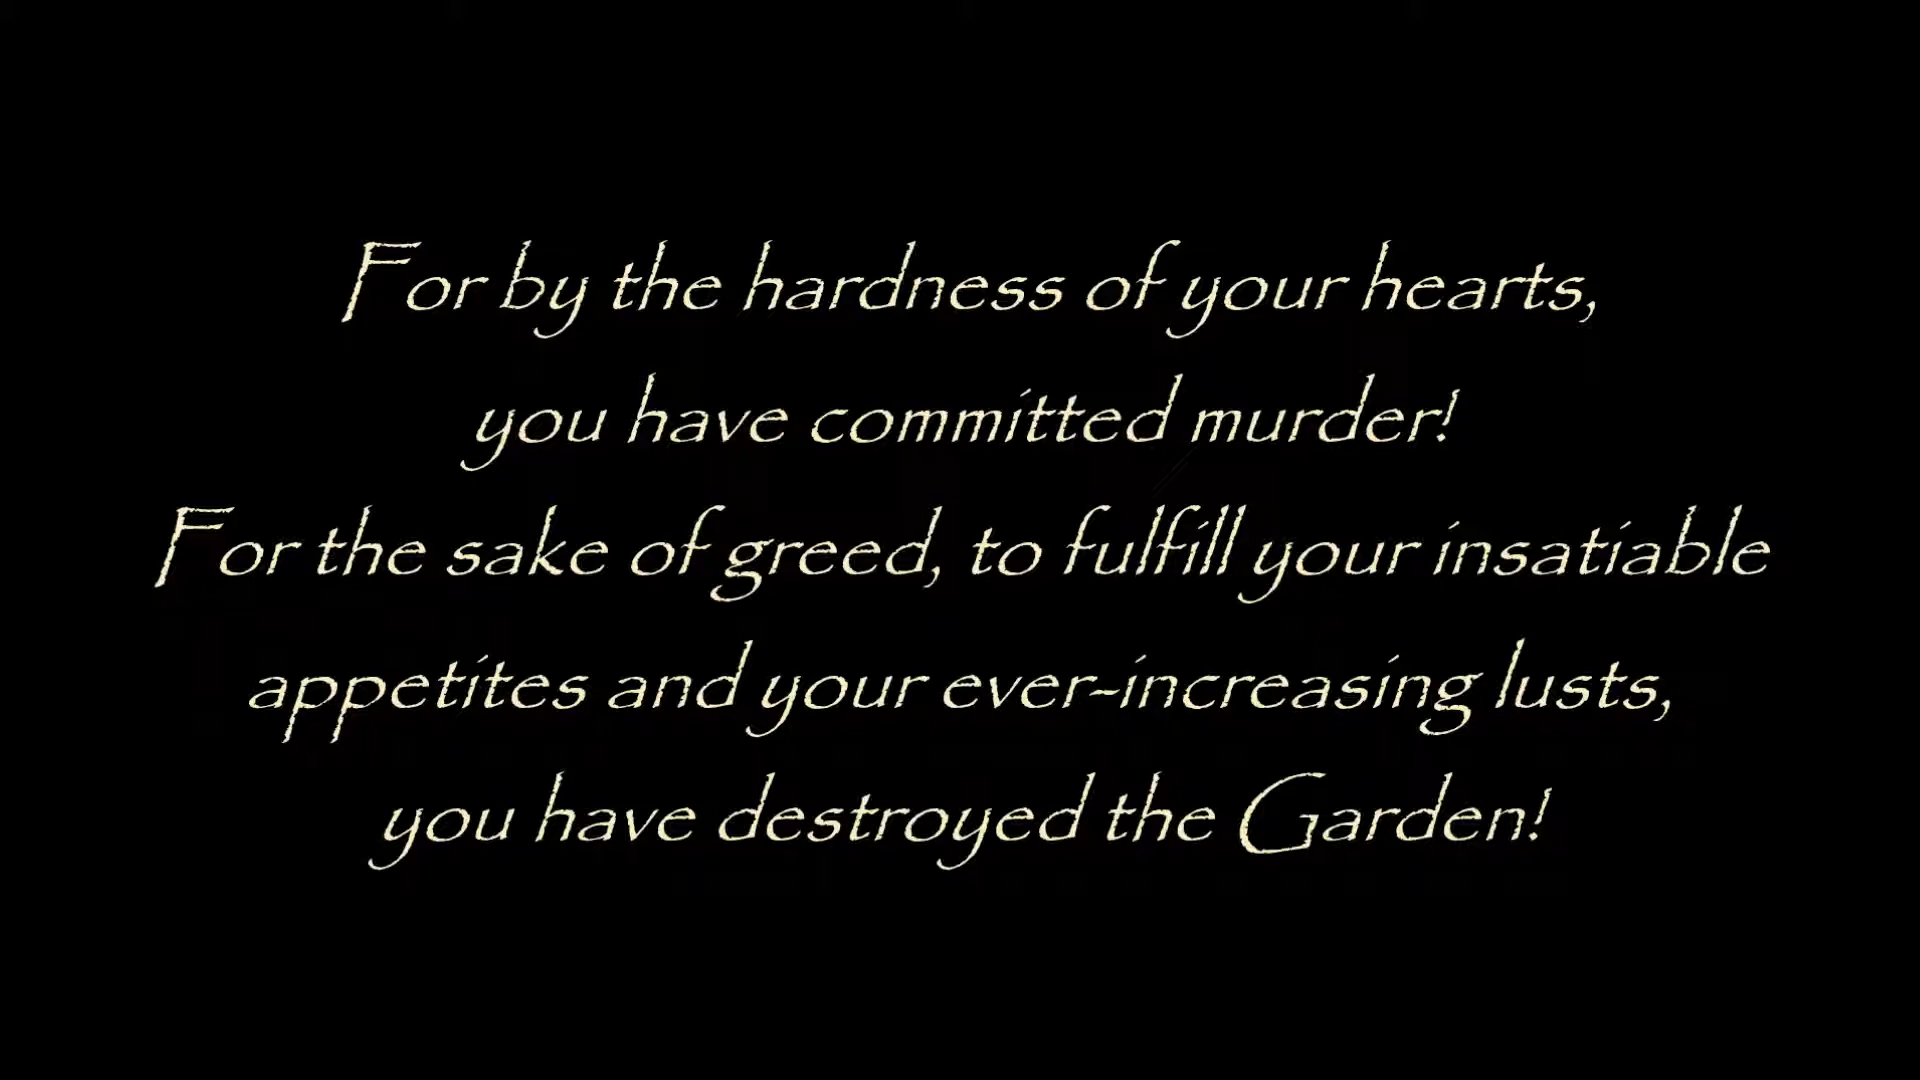 For by the hardness of your hearts,
you have committed murder!
For the sake of greed, to fulfill your insatiable
appetites and your ever-increasing lusts,
you have destroyed the Garden!